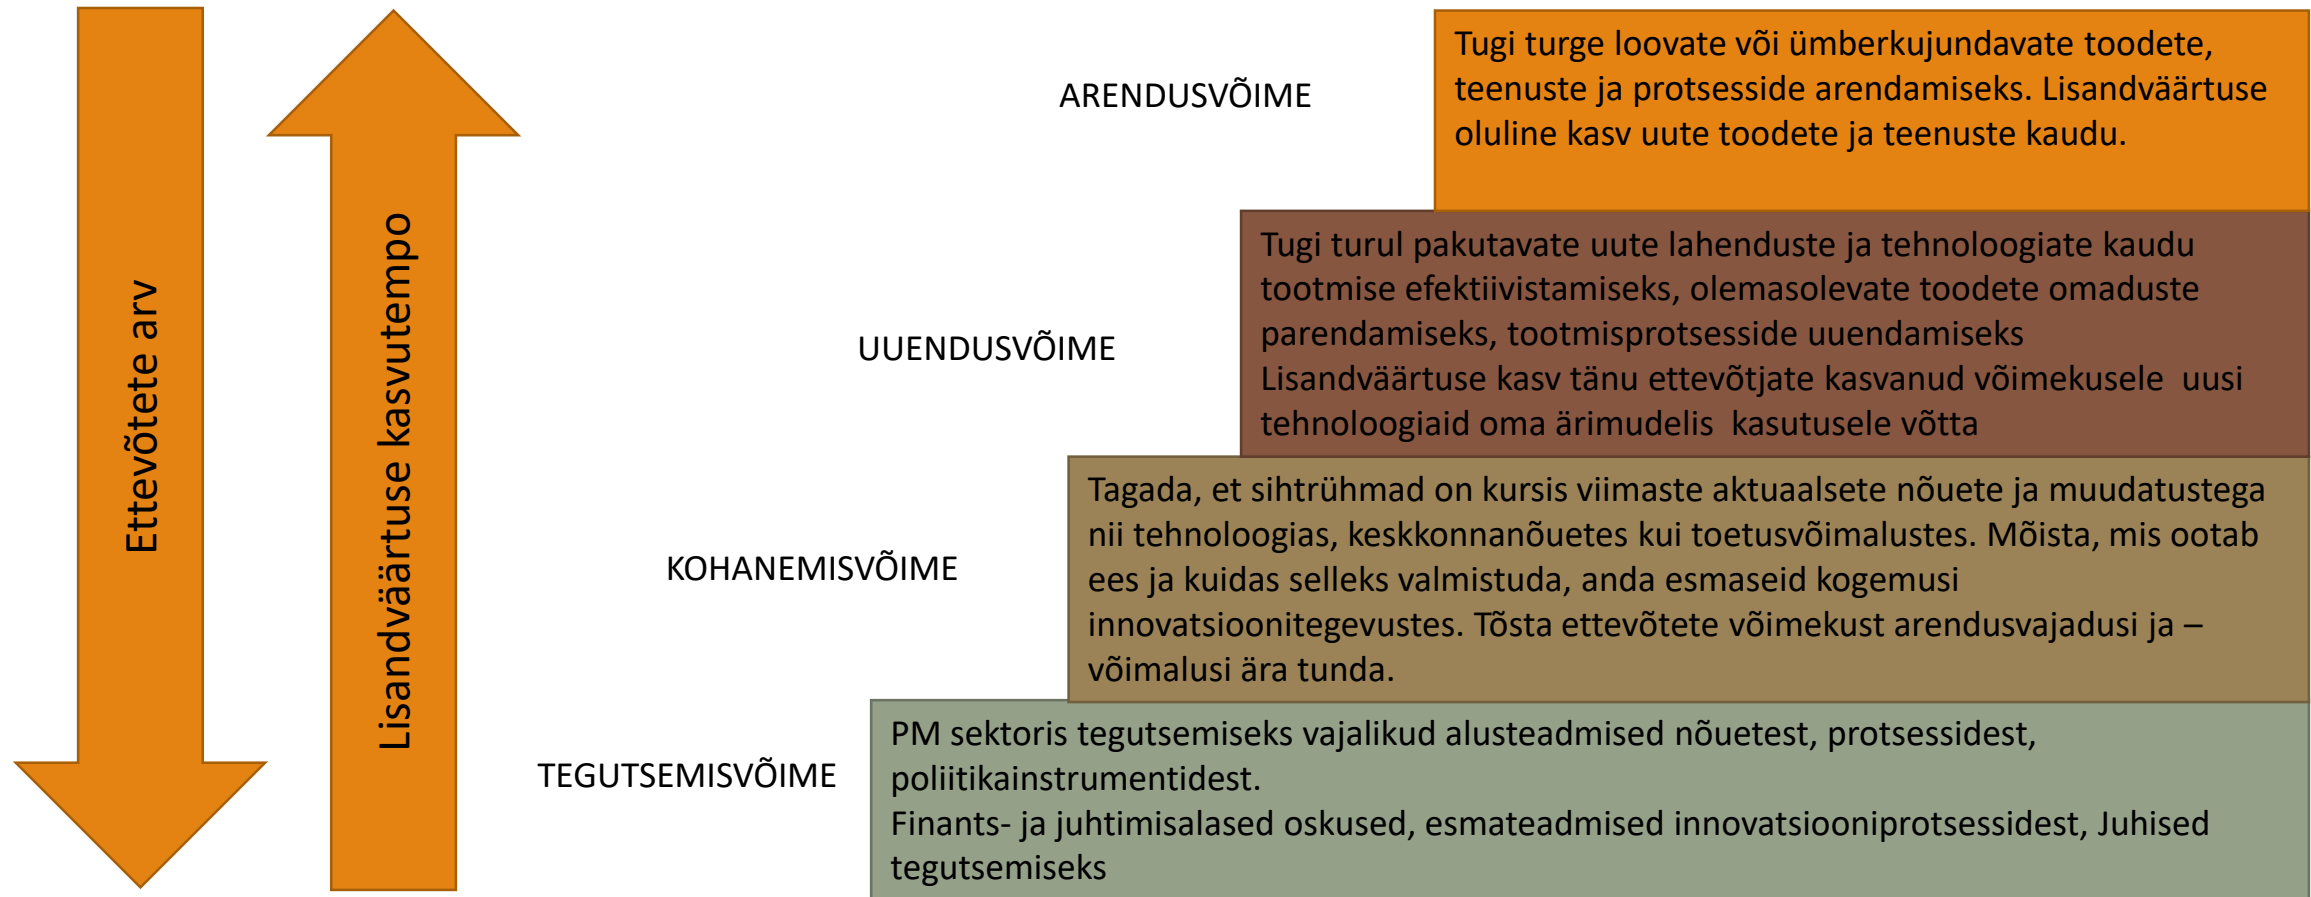 Ettevõtete arv
Lisandväärtuse kasvutempo
ARENDUSVÕIME
Tugi turge loovate või ümberkujundavate toodete,
teenuste ja protsesside arendamiseks. Lisandväärtuse
oluline kasv uute toodete ja teenuste kaudu.
UUENDUSVÕIME
Tugi turul pakutavate uute lahenduste ja tehnoloogiate kaudu
tootmise efektiivistamiseks, olemasolevate toodete omaduste
parendamiseks, tootmisprotsesside uuendamiseks
Lisandväärtuse kasv tänu ettevõtjate kasvanud võimekusele  uusi
tehnoloogiaid oma ärimudelis  kasutusele võtta
KOHANEMISVÕIME
Tagada, et sihtrühmad on kursis viimaste aktuaalsete nõuete ja muudatustega
nii tehnoloogias, keskkonnanõuetes kui toetusvõimalustes. Mõista, mis ootab
ees ja kuidas selleks valmistuda, anda esmaseid kogemusi
innovatsioonitegevustes. Tõsta ettevõtete võimekust arendusvajadusi ja –
võimalusi ära tunda.
TEGUTSEMISVÕIME
PM sektoris tegutsemiseks vajalikud alusteadmised nõuetest, protsessidest,
poliitikainstrumentidest.
Finants- ja juhtimisalased oskused, esmateadmised innovatsiooniprotsessidest, Juhised
tegutsemiseks